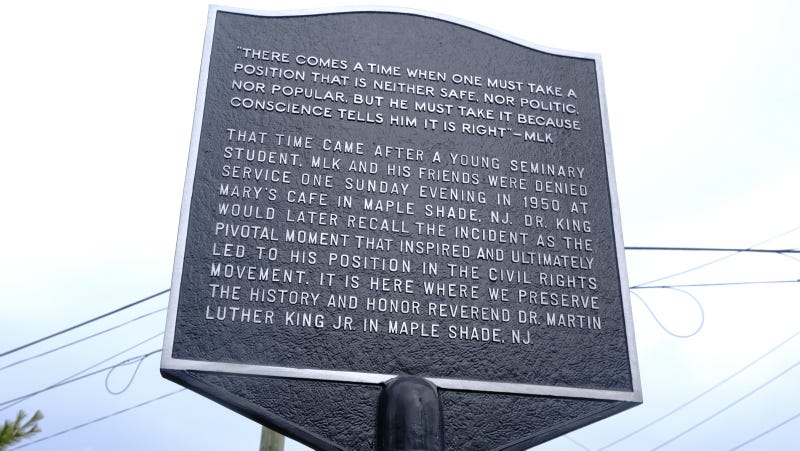 "THERE COMES A TIME WHEN ONE MUST TAKE A
POSITION THAT IS NEITHER SAFE, NOR POLITIC,
NOR POPULAR, BUT HE MUST TAKE IT BECAUSE
CONSCIENCE TELLS HIM IT IS RIGHT"-MLK
THAT TIME CAME AFTER A YOUNG SEMINARY
STUDENT, MLK AND HIS FRIENDS WERE DENIED
SERVICE ONE SUNDAY EVENING IN 1950 AT
MARY'S CAFE IN MAPLE SHADE, NJ. DR. KING
WOULD LATER RECALL THE INCIDENT AS THE
PIVOTAL MOMENT THAT INSPIRED AND ULTIMATELY
LED TO HIS POSITION IN THE CIVIL RIGHTS
MOVEMENT. IT IS HERE WHERE WE PRESERVE
THE HISTORY AND HONOR REVEREND DR. MARTIN
LUTHER KING JR. IN MAPLE SHADE, NJ